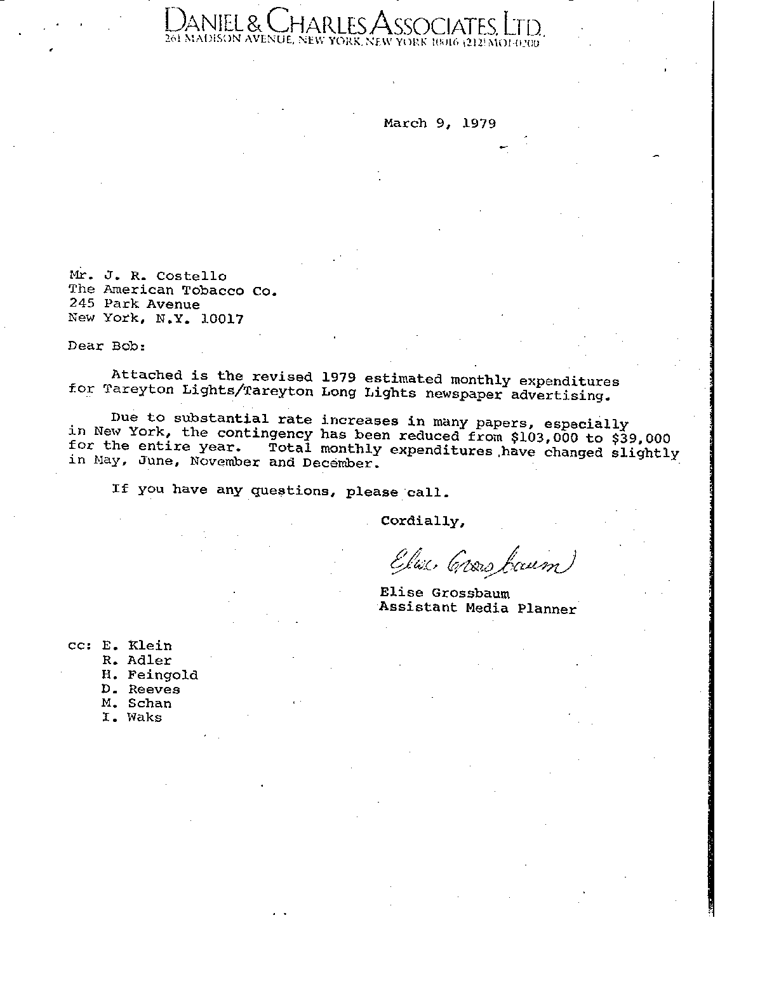 DANIEL & CHARLES ASSOCIATES, LTD.
261 MADISON AVENUE, NEW YORK, NEW YORK 10016 (212) MO1-0200
March 9, 1979
Mr. J. R. Costello
The American Tobacco Co.
245 Park Avenue
New York, N.Y. 10017
Dear Bob:
Attached is the revised 1979 estimated monthly expenditures
for Tareyton Lights/Tareyton Long Lights newspaper advertising.
Due to substantial rate increases in many papers, especially
in New York, the contingency has been reduced from $103,000 to $39,000
for the entire year. Total monthly expenditures have changed slightly
in May, June, November and December.
If you have any questions, please call.
Cordially,
Elise Grossbaum
Elise Grossbaum
Assistant Media Planner
cc: E. Klein
R. Adler
H. Feingold
D. Reeves
M. Schan
I. Waks